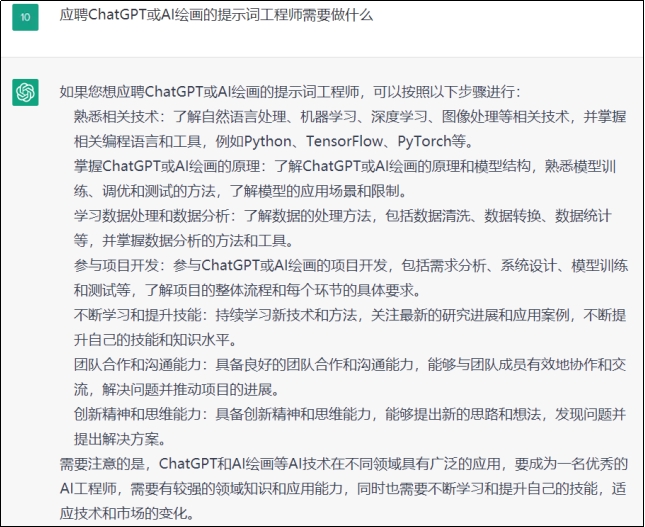 10
应聘ChatGPT或AI绘画的提示词工程师需要做什么
如果您想应聘ChatGPT或AI绘画的提示词工程师，可以按照以下步骤进行：
熟悉相关技术：了解自然语言处理、机器学习、深度学习、图像处理等相关技术，并掌握
相关编程语言和工具，例如Python、TensorFlow、PyTorch等。
掌握ChatGPT或AI绘画的原理：了解ChatGPT或AI绘画的原理和模型结构，熟悉模型训
练、调优和测试的方法，了解模型的应用场景和限制。
学习数据处理和数据分析：了解数据的处理方法，包括数据清洗、数据转换、数据统计
等，并掌握数据分析的方法和工具。
参与项目开发：参与ChatGPT或AI绘画的项目开发，包括需求分析、系统设计、模型训练
和测试等，了解项目的整体流程和每个环节的具体要求。
不断学习和提升技能：持续学习新技术和方法，关注最新的研究进展和应用案例，不断提
升自己的技能和知识水平。
团队合作和沟通能力：具备良好的团队合作和沟通能力，能够与团队成员有效地协作和交
流，解决问题并推动项目的进展。
创新精神和思维能力：具备创新精神和思维能力，能够提出新的思路和想法，发现问题并
提出解决方案。
需要注意的是，ChatGPT和AI绘画等AI技术在不同领域具有广泛的应用，要成为一名优秀的
AI工程师，需要有较强的领域知识和应用能力，同时也需要不断学习和提升自己的技能，适
应技术和市场的变化。